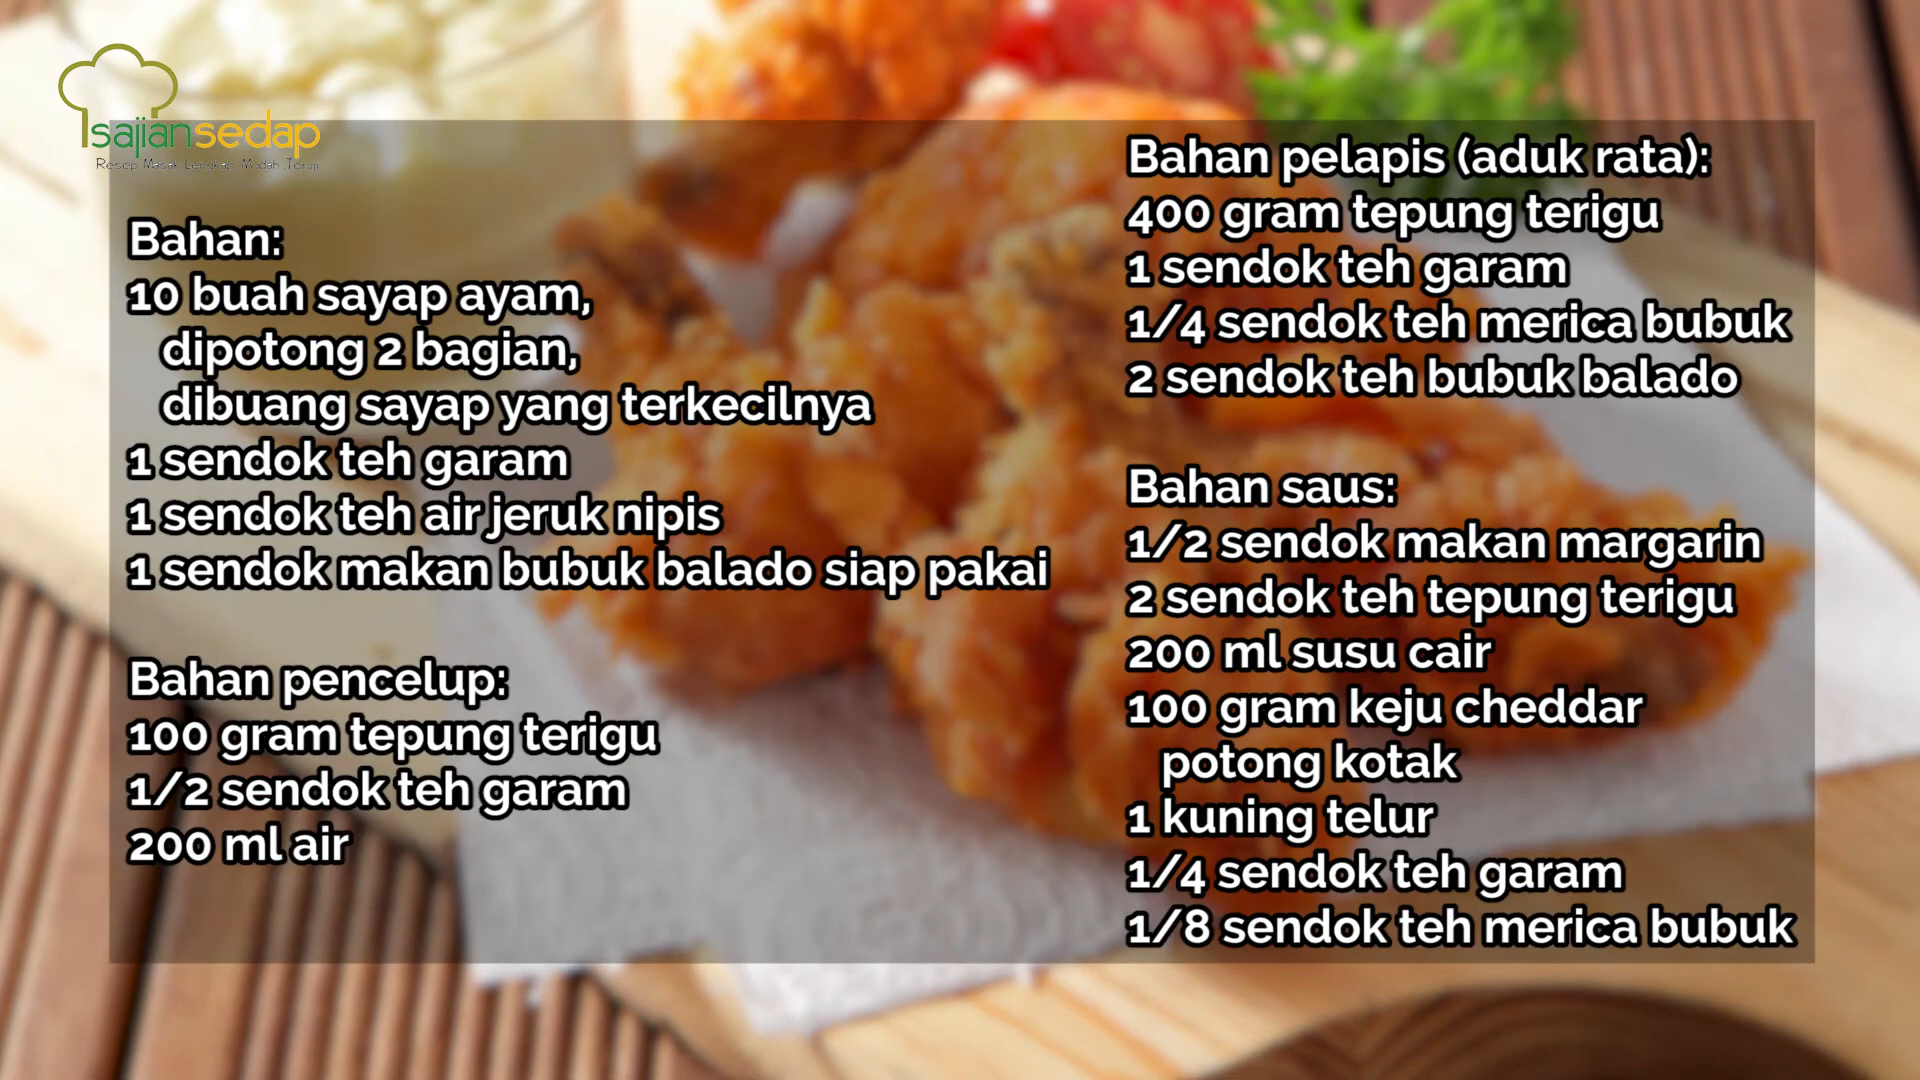 sajiansedap
Resep Masak Lengkap, Mudah, Teruji
Bahan:
10 buah sayap ayam,
dipotong 2 bagian,
dibuang sayap yang terkecilnya
1 sendok teh garam
1 sendok teh air jeruk nipis
1 sendok makan bubuk balado siap pakai
Bahan pencelup:
100 gram tepung terigu
1/2 sendok teh garam
200 ml air
Bahan pelapis (aduk rata):
400 gram tepung terigu
1 sendok teh garam
1/4 sendok teh merica bubuk
2 sendok teh bubuk balado
Bahan saus:
1/2 sendok makan margarin
2 sendok teh tepung terigu
200 ml susu cair
100 gram keju cheddar
potong kotak
1 kuning telur
1/4 sendok teh garam
1/8 sendok teh merica bubuk